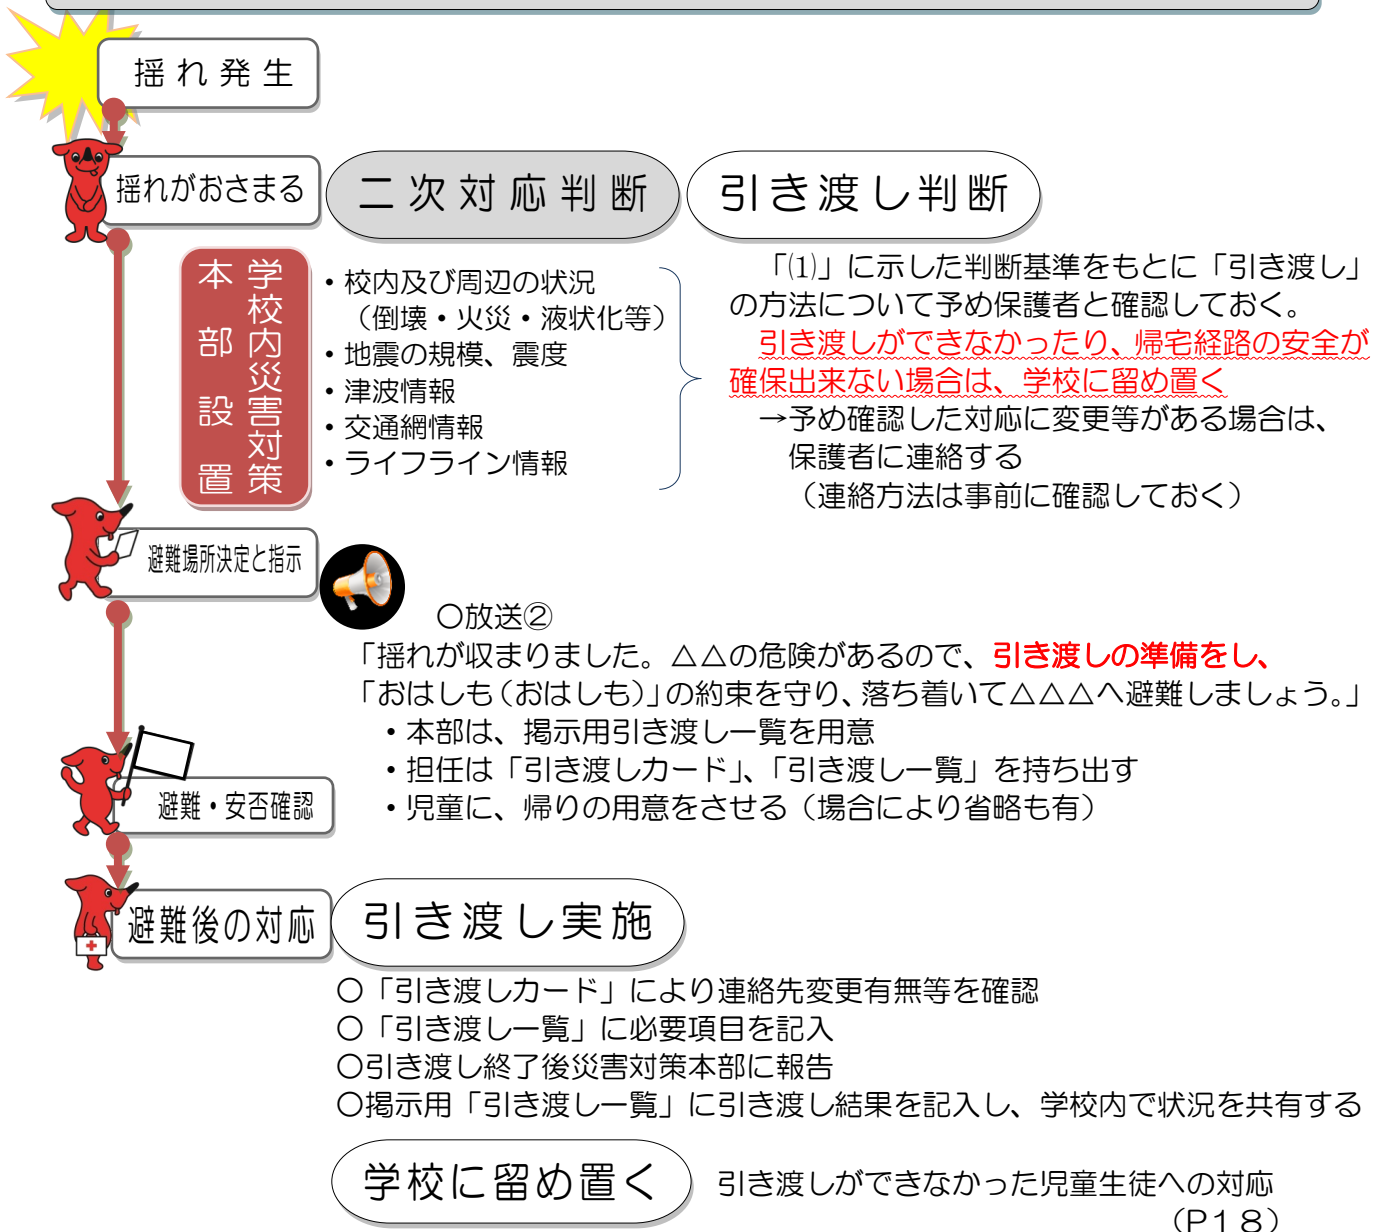 揺れ発生
揺れがおさまる
二次対応判断
引き渡し判断
学校内災害対策
本部設置
・校内及び周辺の状況
（倒壊・火災・液状化等）
・地震の規模、震度
・津波情報
・交通網情報
・ライフライン情報
「⑴」に示した判断基準をもとに「引き渡し」
の方法について予め保護者と確認しておく。
引き渡しができなかったり、帰宅経路の安全が
確保出来ない場合は、学校に留め置く
→予め確認した対応に変更等がある場合は、
保護者に連絡する
（連絡方法は事前に確認しておく）
避難場所決定と指示
○放送②
「揺れが収まりました。△△の危険があるので、引き渡しの準備をし、
「おはしも（おはしも）」の約束を守り、落ち着いて△△△へ避難しましょう。」
・本部は、掲示用引き渡し一覧を用意
・担任は「引き渡しカード」、「引き渡し一覧」を持ち出す
・児童に、帰りの用意をさせる（場合により省略も有）
避難・安否確認
避難後の対応
引き渡し実施
○「引き渡しカード」により連絡先変更有無等を確認
○「引き渡し一覧」に必要項目を記入
○引き渡し終了後災害対策本部に報告
○掲示用「引き渡し一覧」に引き渡し結果を記入し、学校内で状況を共有する
学校に留め置く
引き渡しができなかった児童生徒への対応
（P１８）